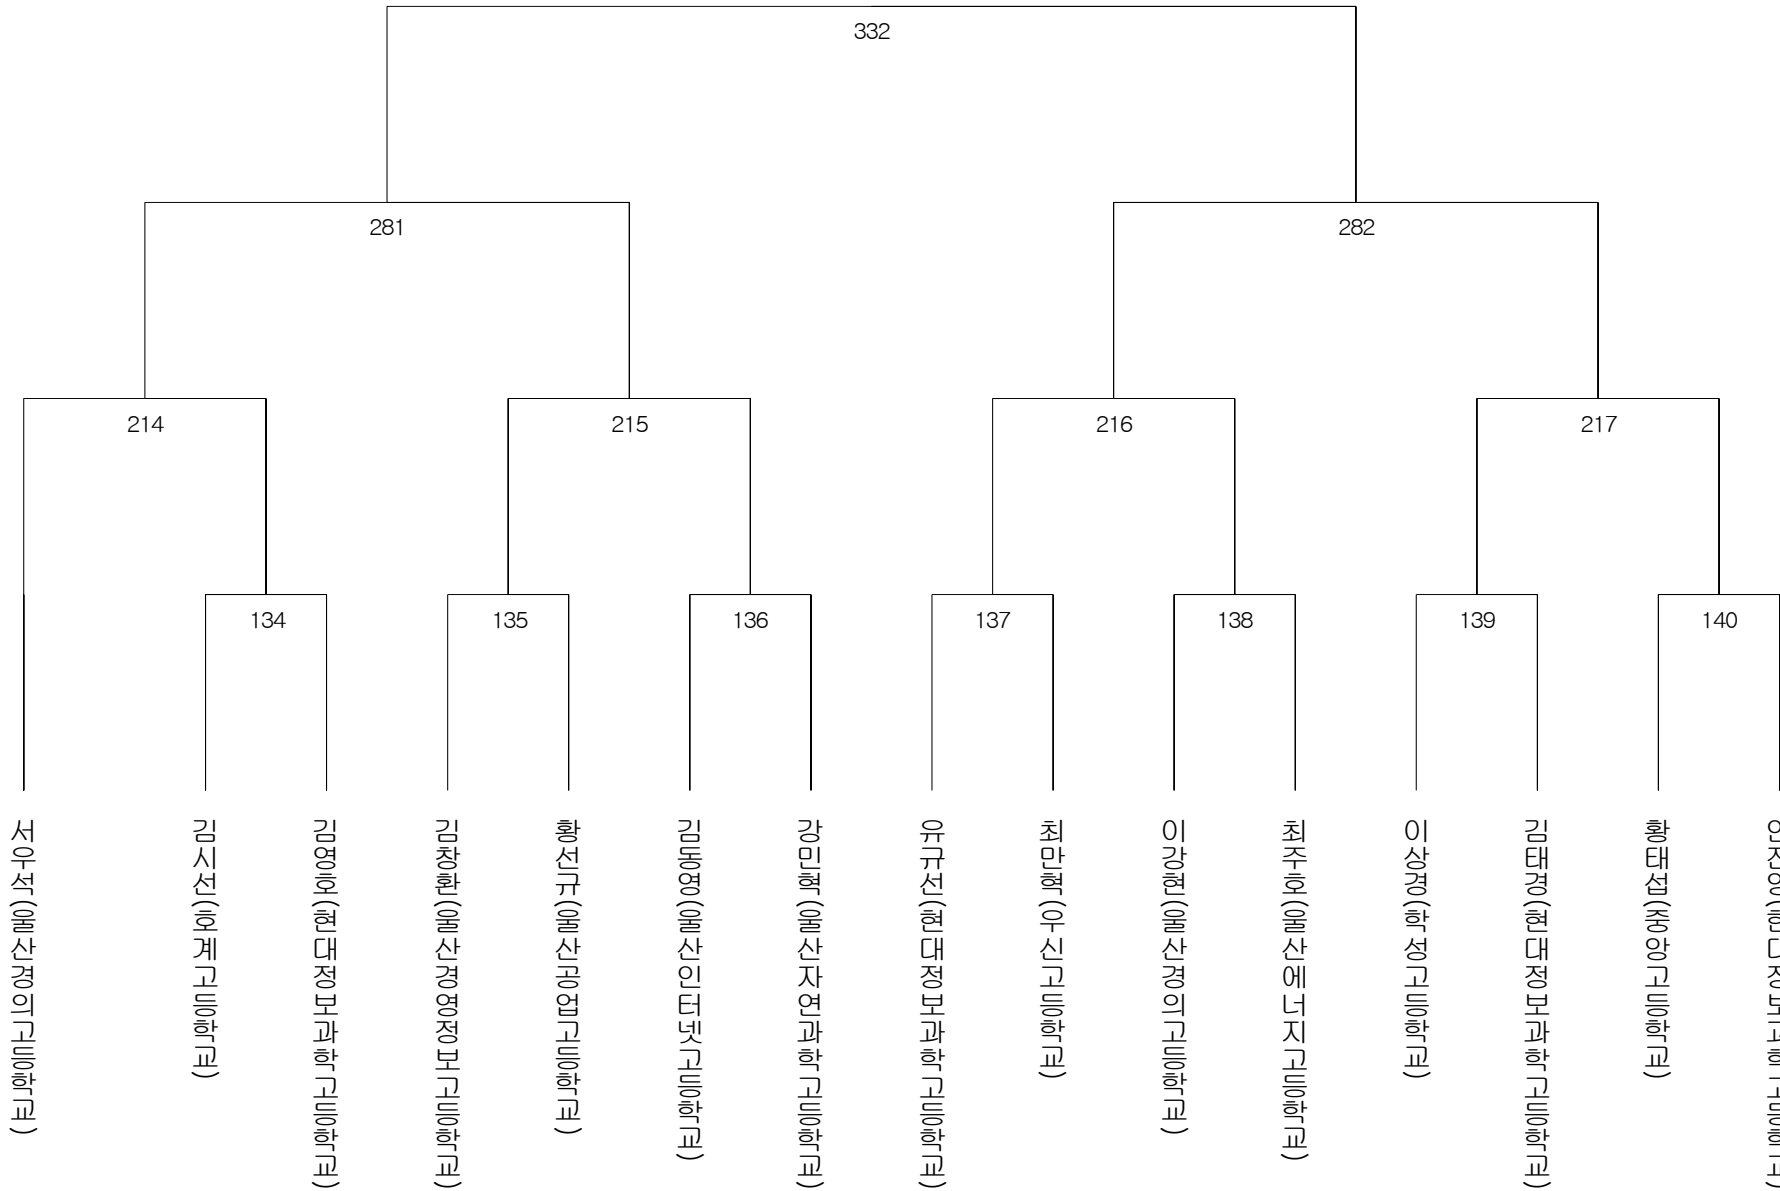 332
281
282
214
215
216
217
134
135
136
137
138
139
140
서우석(울산경의고등학교)
김시선(호계고등학교)
김영호(현대정보과학고등학교)
김창환(울산경영정보고등학교)
황선규(울산공업고등학교)
김동영(울산인터넷고등학교)
강민혁(울산자연과학고등학교)
유규선(현대정보과학고등학교)
최만혁(우신고등학교)
이강현(울산경의고등학교)
최주호(울산에너지고등학교)
이상경(학성고등학교)
김태경(현대정보과학고등학교)
황태섭(중앙고등학교)